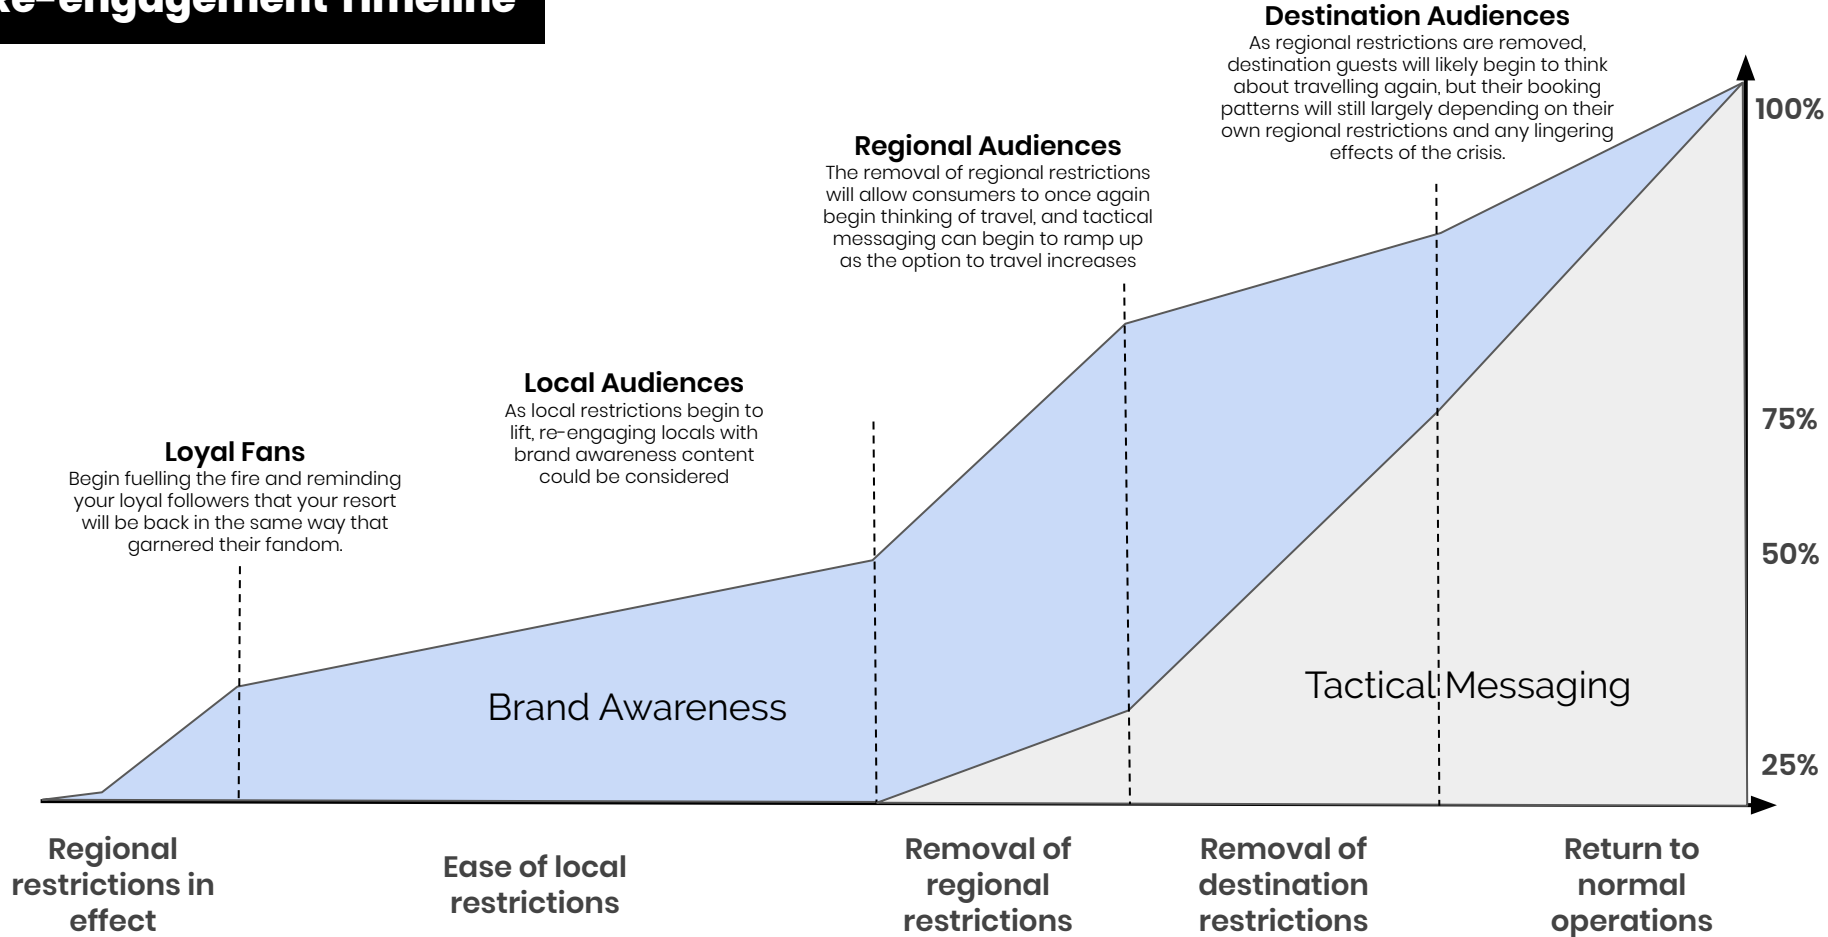 Re-engagement Timeline
Destination Audiences
As regional restrictions are removed,
destination guests will likely begin to think
about travelling again, but their booking
patterns will still largely depending on their
own regional restrictions and any lingering
effects of the crisis.
100%
Regional Audiences
The removal of regional restrictions
will allow consumers to once again
begin thinking of travel, and tactical
messaging can begin to ramp up
as the option to travel increases
Local Audiences
As local restrictions begin to
lift, re-engaging locals with
brand awareness content
could be considered
75%
Loyal Fans
Begin fuelling the fire and reminding
your loyal followers that your resort
will be back in the same way that
garnered their fandom.
50%
Brand Awareness
Tactical Messaging
25%
Regional
restrictions in
effect
Ease of local
restrictions
Removal of
regional
restrictions
Removal of
destination
restrictions
Return to
normal
operations